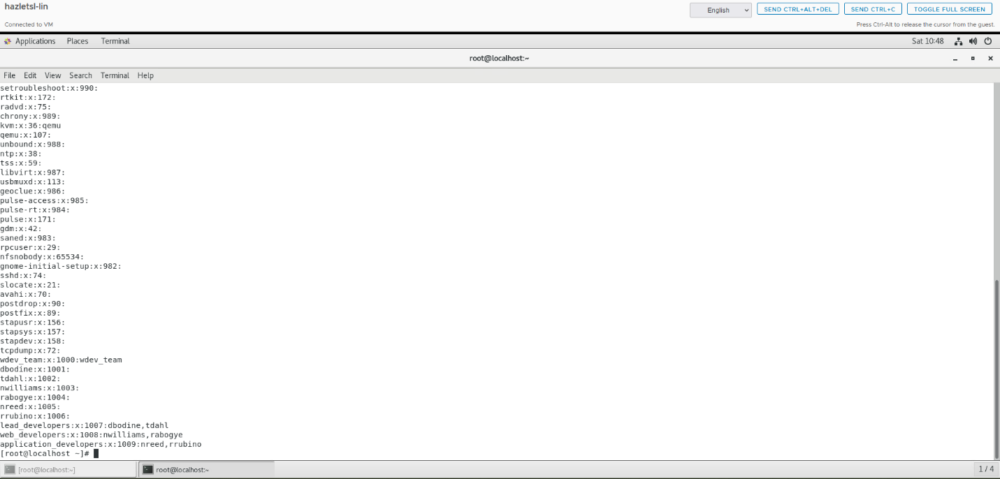 hazletsl-lin
English
SEND CTRL+ALT+DEL
SEND CTRL+C
TOGGLE FULL SCREEN
Connected to VM
Press Ctrl-Alt to release the cursor from the guest.
Applications Places Terminal
Sat 10:48
root@localhost:~
File Edit View Search Terminal Help
setroubleshoot:x:990:
rtkit:x:172:
radvd:x:75:
chrony:x:989:
kvm:x:36:qemu
qemu:x:107:
unbound:x:988:
ntp:x:38:
tss:x:59:
libvirt:x:987:
usbmuxd:x:113:
geoclue:x:986:
pulse-access:x:985:
pulse-rt:x:984:
pulse:x:171:
gdm:x:42:
saned:x:983:
rpcuser:x:29:
nfsnobody:x:65534:
gnome-initial-setup:x:982:
sshd:x:74:
slocate:x:21:
avahi:x:70:
postdrop:x:90:
postfix:x:89:
stapusr:x:156:
stapsys:x:157:
stapdev:x:158:
tcpdump:x:72:
wdev_team:x:1000:wdev_team
dbodine:x:1001:
tdahl:x:1002:
nwilliams:x:1003:
rabogye:x:1004:
nreed:x:1005:
rrubino:x:1006:
lead_developers:x:1007:dbodine,tdahl
web_developers:x:1008:nwilliams,rabogye
application_developers:x:1009:nreed,rrubino
[root@localhost ~]#
[root@localhost:~]
root@localhost:~
1 / 4